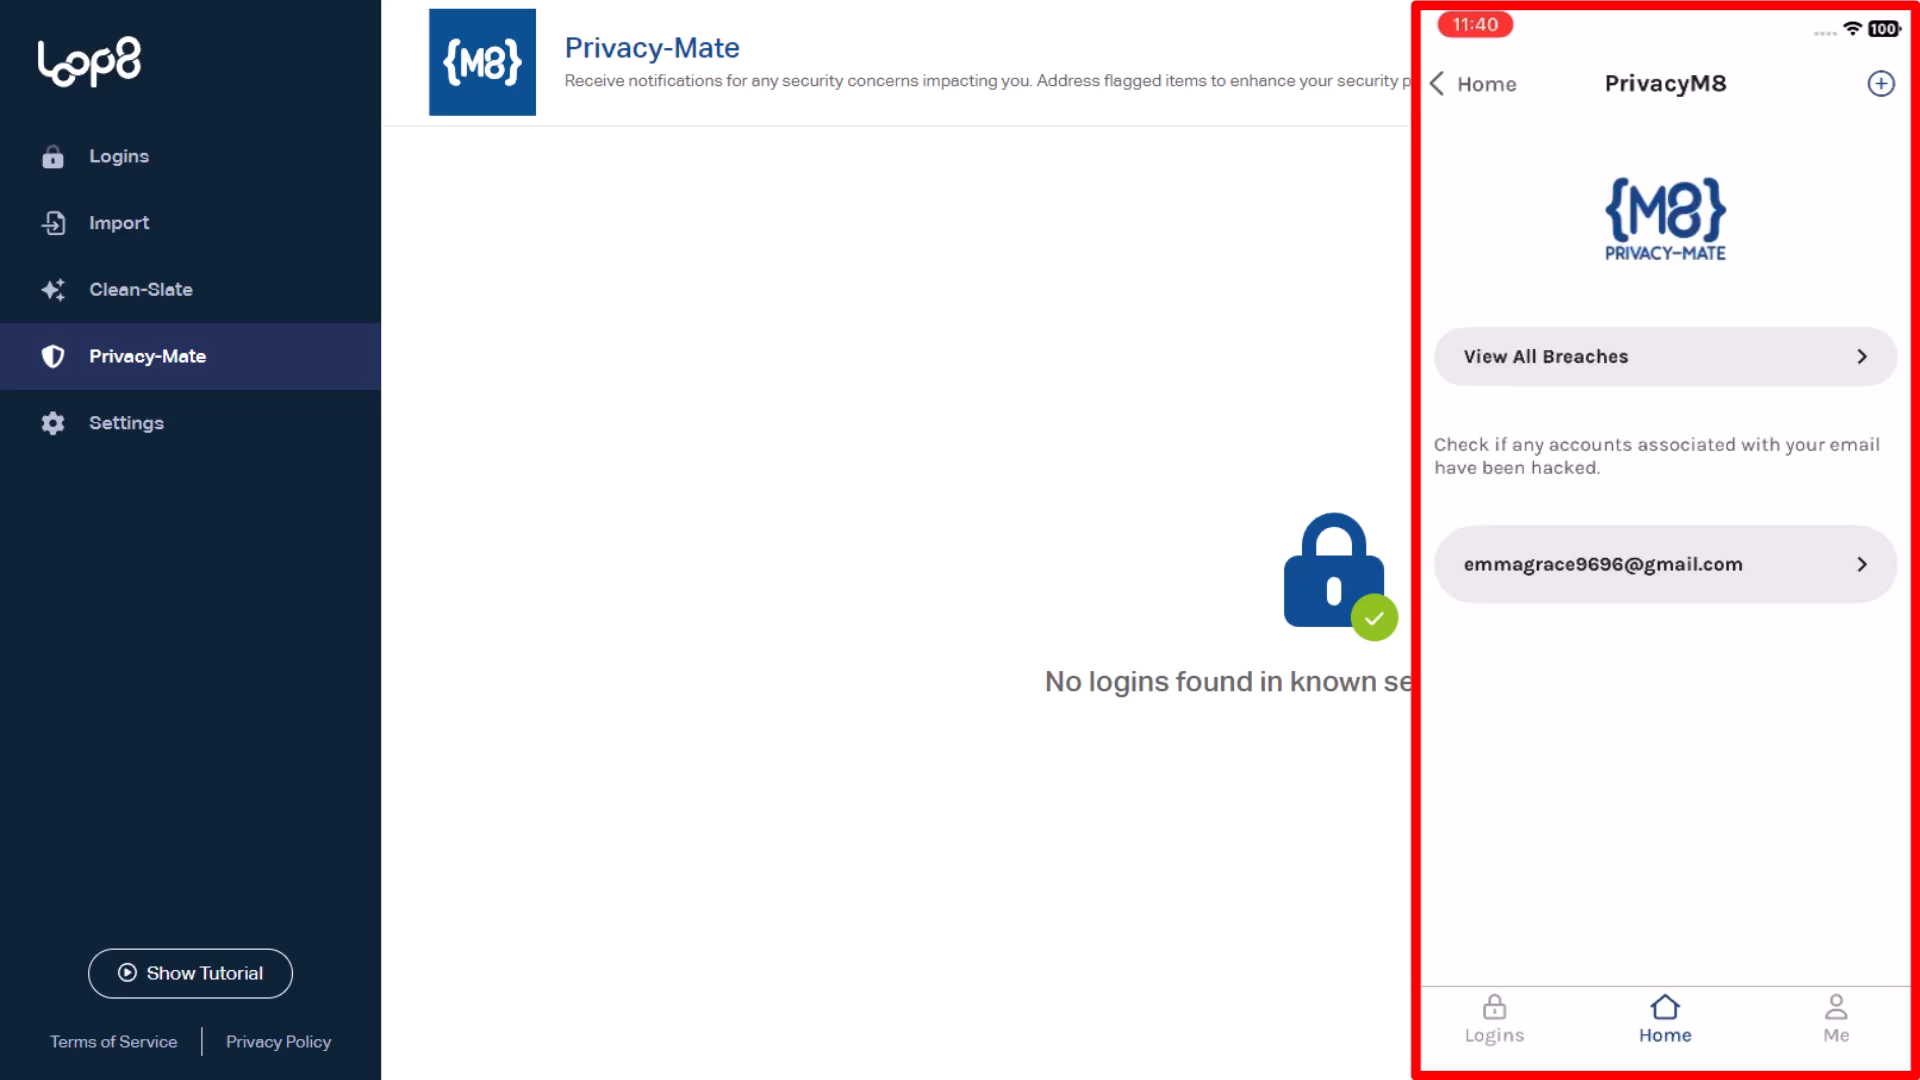 Loop8
Logins
Import
Clean-Slate
Privacy-Mate
Settings
Show Tutorial
Terms of Service
Privacy Policy
{M8}
Privacy-Mate
Receive notifications for any security concerns impacting you. Address flagged items to enhance your security p
No logins found in known se
11:40
100
Home
PrivacyM8
{M8}
PRIVACY-MATE
View All Breaches
Check if any accounts associated with your email
have been hacked.
emmagrace9696@gmail.com
Logins
Home
Me